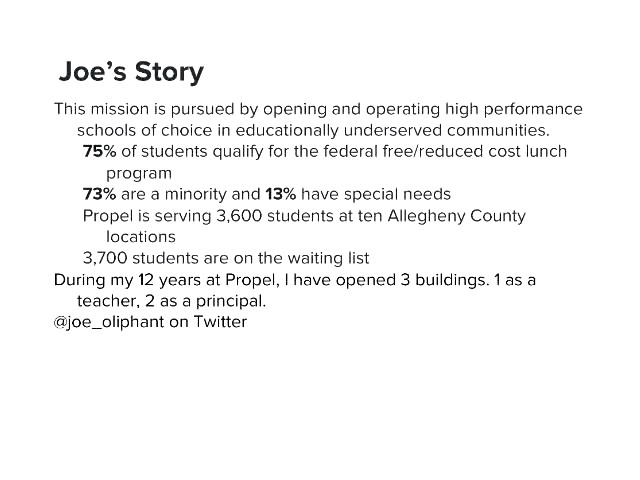 Joe’s Story
This mission is pursued by opening and operating high performance
schools of choice in educationally underserved communities.
75% of students qualify for the federal free/reduced cost lunch
program
73% are a minority and 13% have special needs
Propel is serving 3,600 students at ten Allegheny County
locations
3,700 students are on the waiting list
During my 12 years at Propel, I have opened 3 buildings. 1 as a
teacher, 2 as a principal.
@joe_oliphant on Twitter